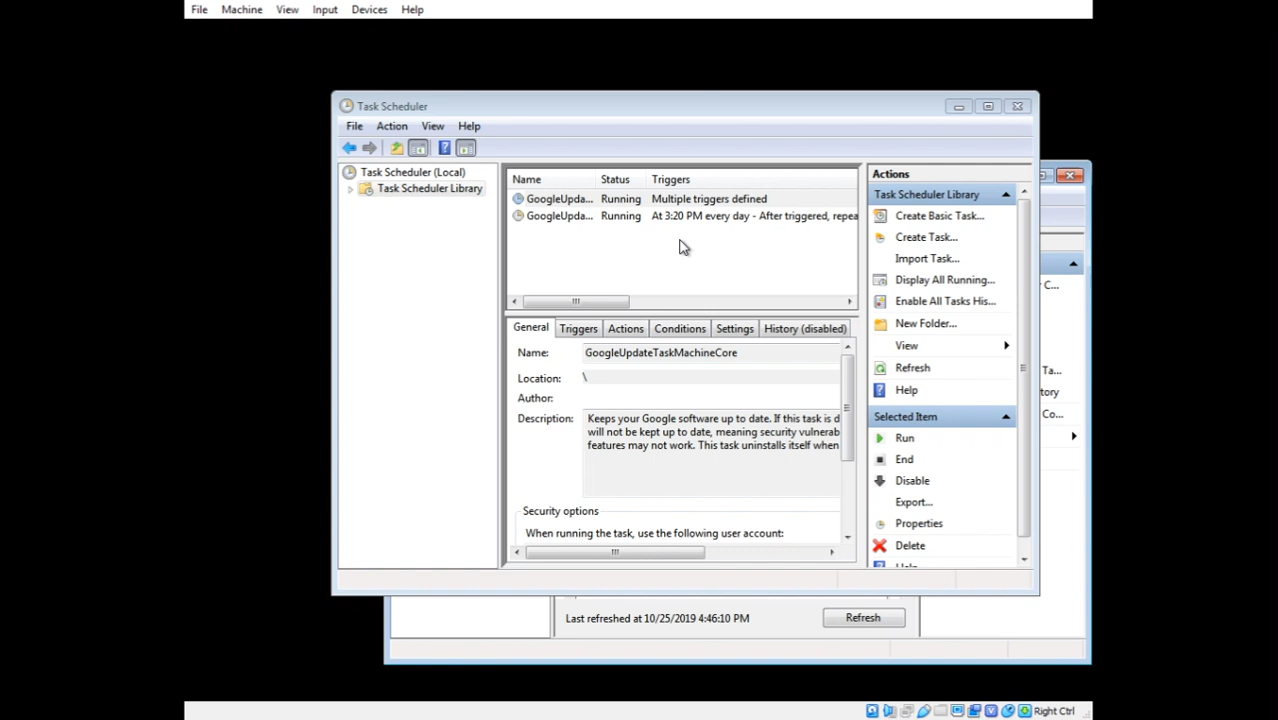 File Machine View Input Devices Help
Task Scheduler
File Action View Help
Task Scheduler (Local)
Task Scheduler Library
Name Status Triggers
GoogleUpda... Running Multiple triggers defined
GoogleUpda... Running At 3:20 PM every day - After triggered, repea
General Triggers Actions Conditions Settings History (disabled)
Name: GoogleUpdateTaskMachineCore
Location: \
Author:
Description: Keeps your Google software up to date. If this task is d
will not be kept up to date, meaning security vulnerab
features may not work. This task uninstalls itself when
Security options
When running the task, use the following user account:
Actions
Task Scheduler Library
Create Basic Task...
Create Task...
Import Task...
Display All Running...
Enable All Tasks His...
New Folder...
View
Refresh
Help
Selected Item
Run
End
Disable
Export...
Properties
Delete
Help
C...
Ta...
tory
Co...
Last refreshed at 10/25/2019 4:46:10 PM
Refresh
Right Ctrl